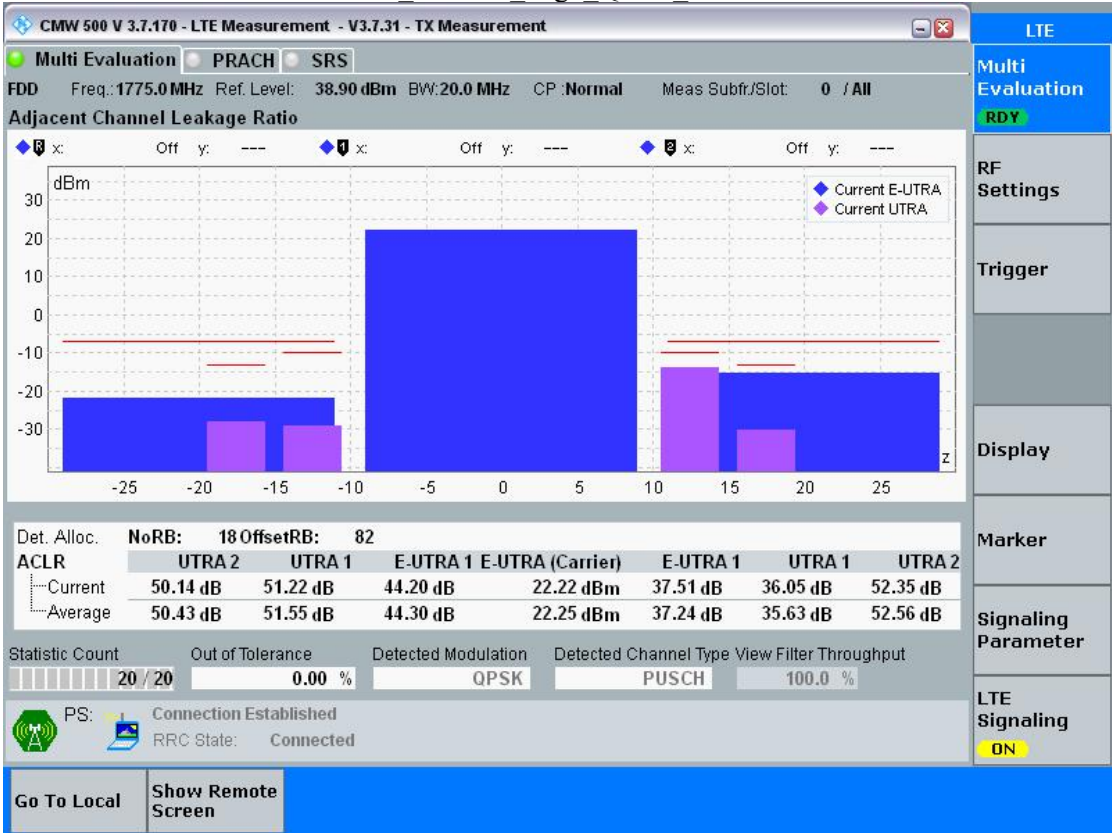 CMW 500 V 3.7.170 - LTE Measurement - V3.7.31 - TX Measurement
LTE
Multi Evaluation PRACH SRS
Multi Evaluation
RDY
FDD Freq.:1775.0 MHz Ref. Level: 38.90 dBm BW:20.0 MHz CP :Normal Meas Subfr./Slot: 0 / All
Adjacent Channel Leakage Ratio
R x: Off y: --- 1 x: Off y: --- 2 x: Off y: ---
dBm
Current E-UTRA
Current UTRA
30
20
10
0
-10
-20
-30
z
-25 -20 -15 -10 -5 0 5 10 15 20 25
RF Settings
Trigger
Display
Marker
Signaling Parameter
LTE Signaling
ON
Det. Alloc. NoRB: 18 OffsetRB: 82
ACLR UTRA 2 UTRA 1 E-UTRA 1 E-UTRA (Carrier) E-UTRA 1 UTRA 1 UTRA 2
Current 50.14 dB 51.22 dB 44.20 dB 22.22 dBm 37.51 dB 36.05 dB 52.35 dB
Average 50.43 dB 51.55 dB 44.30 dB 22.25 dBm 37.24 dB 35.63 dB 52.56 dB
Statistic Count Out of Tolerance Detected Modulation Detected Channel Type View Filter Throughput
20 / 20 0.00 % QPSK PUSCH 100.0 %
PS: Connection Established
RRC State: Connected
Go To Local
Show Remote Screen